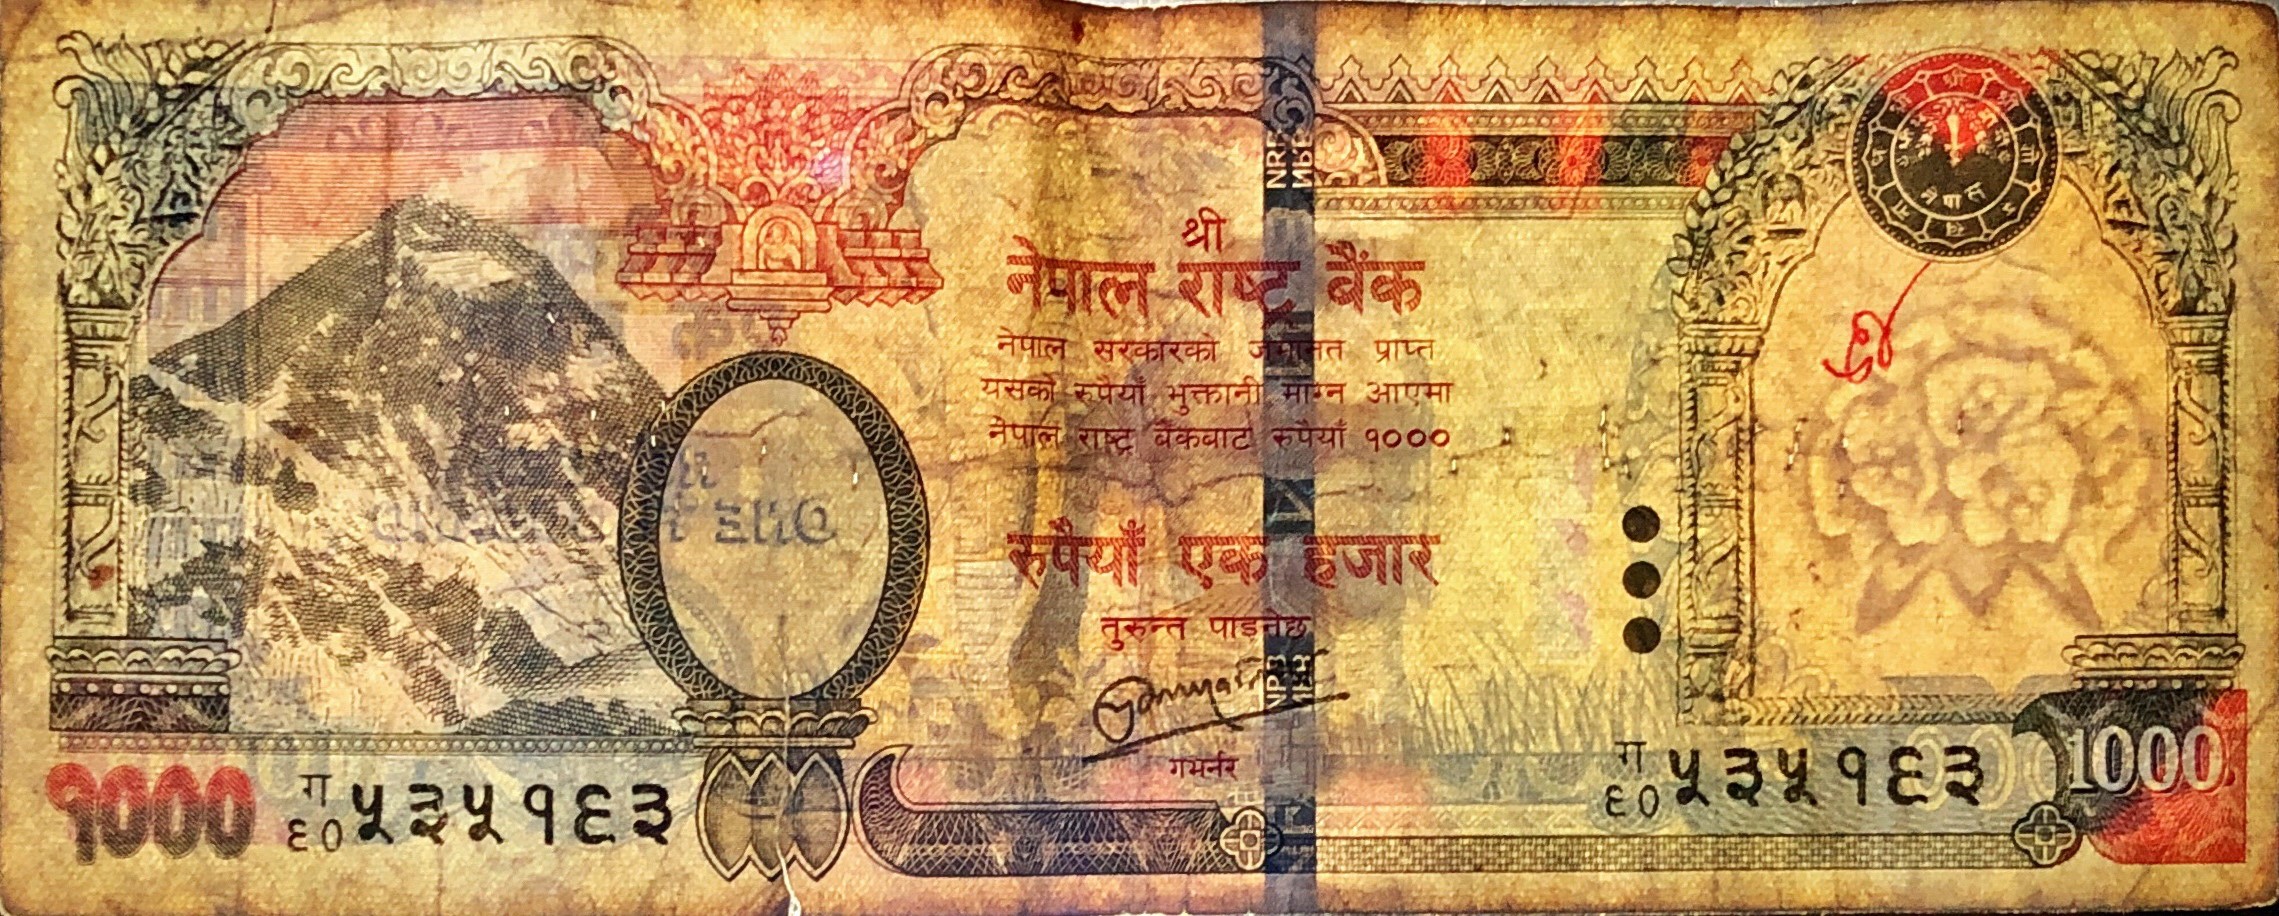 श्री
नेपाल राष्ट्र बैंक
नेपाल सरकारको जमानत प्राप्त
यसको रुपैयाँ भुक्तानी माग्न आएमा
नेपाल राष्ट्र बैंकबाट रुपैयाँ १०००
रुपैयाँ एक हजार
तुरुन्त पाइनेछ
गभर्नर
१०००
ग
६०
५३५१६३
ग
६०
५३५१६३
1000